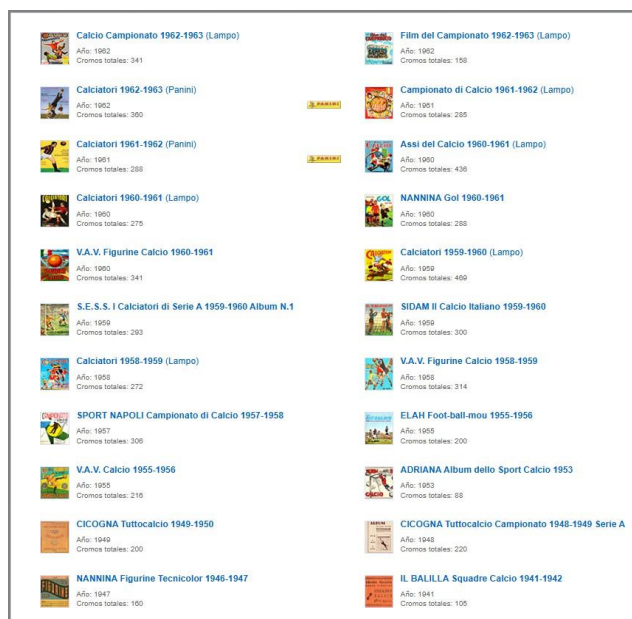 Calcio Campionato 1962-1963 (Lampo)
Año: 1962
Cromos totales: 341
Film del Campionato 1962-1963 (Lampo)
Año: 1962
Cromos totales: 158
Calciatori 1962-1963 (Panini)
Año: 1962
Cromos totales: 360
PANINI
Campionato di Calcio 1961-1962 (Lampo)
Año: 1961
Cromos totales: 285
Calciatori 1961-1962 (Panini)
Año: 1961
Cromos totales: 288
PANINI
Assi del Calcio 1960-1961 (Lampo)
Año: 1960
Cromos totales: 436
Calciatori 1960-1961 (Lampo)
Año: 1960
Cromos totales: 275
NANNINA Gol 1960-1961
Año: 1960
Cromos totales: 288
V.A.V. Figurine Calcio 1960-1961
Año: 1960
Cromos totales: 341
Calciatori 1959-1960 (Lampo)
Año: 1959
Cromos totales: 469
S.E.S.S. I Calciatori di Serie A 1959-1960 Album N.1
Año: 1959
Cromos totales: 293
SIDAM Il Calcio Italiano 1959-1960
Año: 1959
Cromos totales: 300
Calciatori 1958-1959 (Lampo)
Año: 1958
Cromos totales: 272
V.A.V. Figurine Calcio 1958-1959
Año: 1958
Cromos totales: 314
SPORT NAPOLI Campionato di Calcio 1957-1958
Año: 1957
Cromos totales: 306
ELAH Foot-ball-mou 1955-1956
Año: 1955
Cromos totales: 200
V.A.V. Calcio 1955-1956
Año: 1955
Cromos totales: 216
ADRIANA Album dello Sport Calcio 1953
Año: 1953
Cromos totales: 88
CICOGNA Tuttocalcio 1949-1950
Año: 1949
Cromos totales: 200
CICOGNA Tuttocalcio Campionato 1948-1949 Serie A
Año: 1948
Cromos totales: 220
NANNINA Figurine Tecnicolor 1946-1947
Año: 1947
Cromos totales: 160
IL BALILLA Squadre Calcio 1941-1942
Año: 1941
Cromos totales: 105